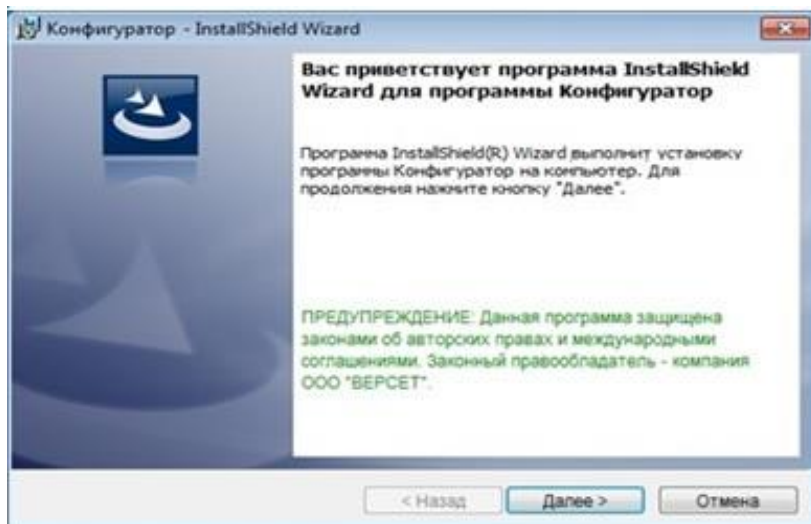 Конфигуратор - InstallShield Wizard
Вас приветствует программа InstallShield
Wizard для программы Конфигуратор
Программа InstallShield(R) Wizard выполнит установку
программы Конфигуратор на компьютер. Для
продолжения нажмите кнопку "Далее".
ПРЕДУПРЕЖДЕНИЕ: Данная программа защищена
законами об авторских правах и международными
соглашениями. Законный правообладатель - компания
ООО "ВЕРСЕТ".
< Назад
Далее >
Отмена